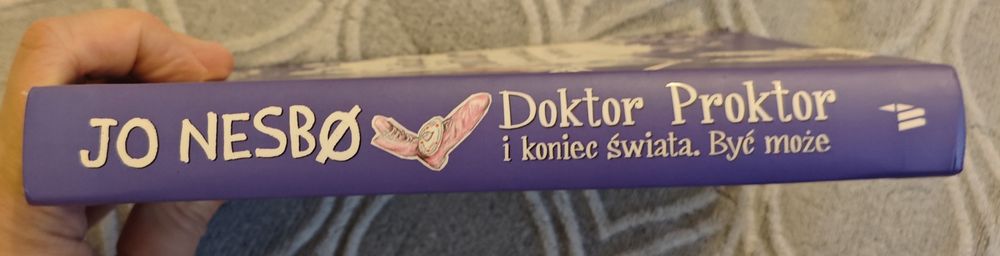 JO NESBØ
Doktor Proktor
i koniec świata. Być może